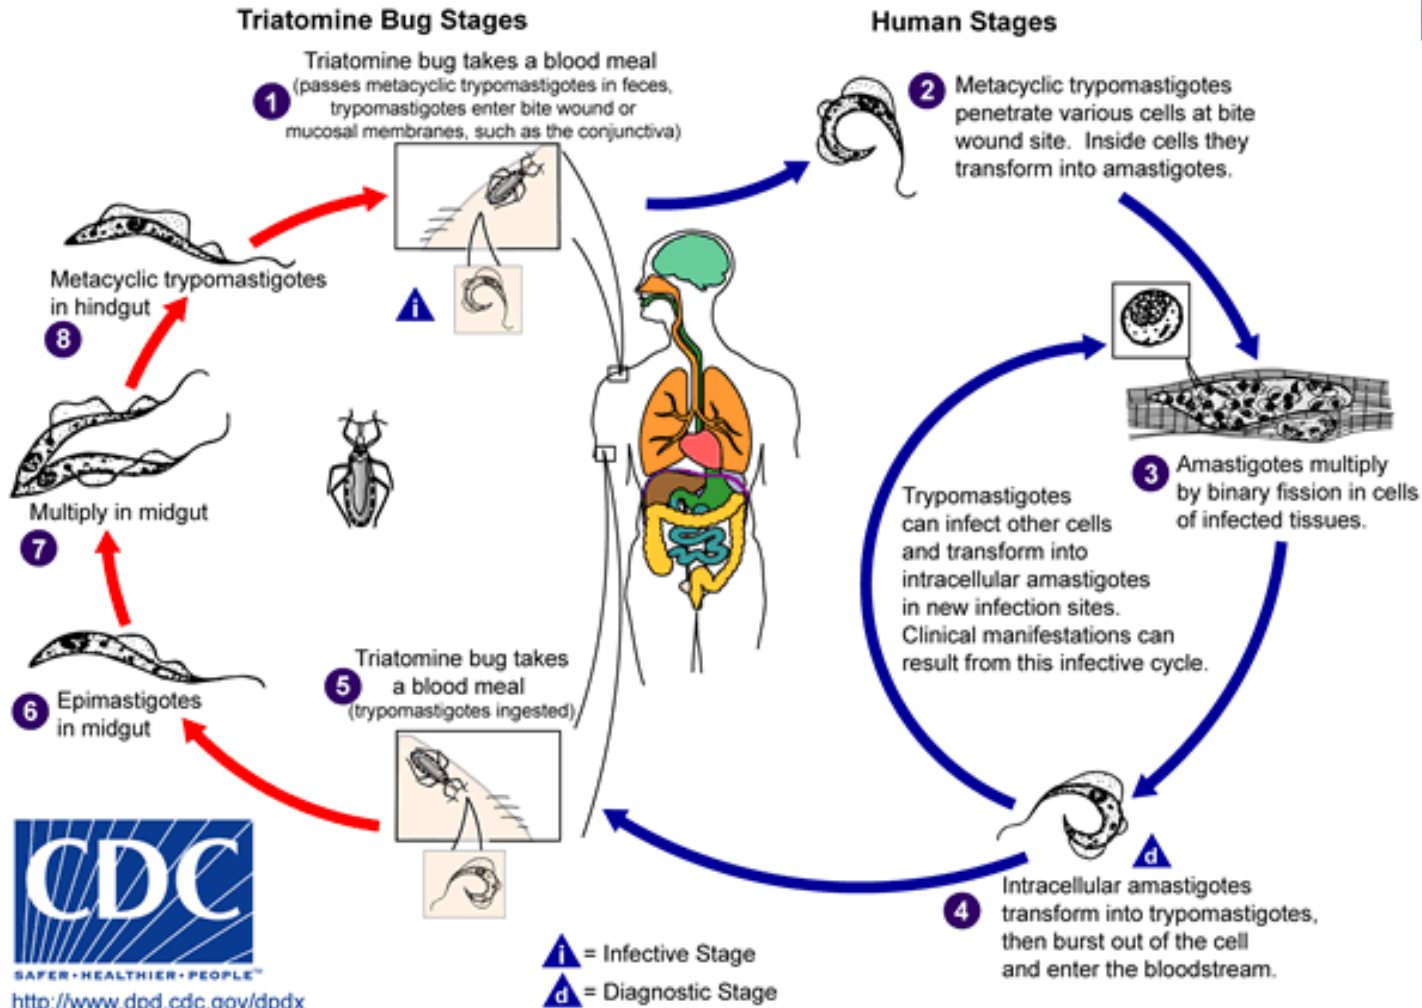 Triatomine Bug Stages
Human Stages
Triatomine bug takes a blood meal
(passes metacyclic trypomastigotes in feces,
trypomastigotes enter bite wound or
mucosal membranes, such as the conjunctiva)
1
2
Metacyclic trypomastigotes
penetrate various cells at bite
wound site. Inside cells they
transform into amastigotes.
Metacyclic trypomastigotes
in hindgut
8
i
3
Amastigotes multiply
by binary fission in cells
of infected tissues.
Trypomastigotes
can infect other cells
and transform into
intracellular amastigotes
in new infection sites.
Clinical manifestations can
result from this infective cycle.
Multiply in midgut
7
Triatomine bug takes
a blood meal
(trypomastigotes ingested)
5
6
Epimastigotes
in midgut
d
4
Intracellular amastigotes
transform into trypomastigotes,
then burst out of the cell
and enter the bloodstream.
CDC
SAFER·HEALTHIER·PEOPLE™
http://www.dpd.cdc.gov/dpdx
i = Infective Stage
d = Diagnostic Stage